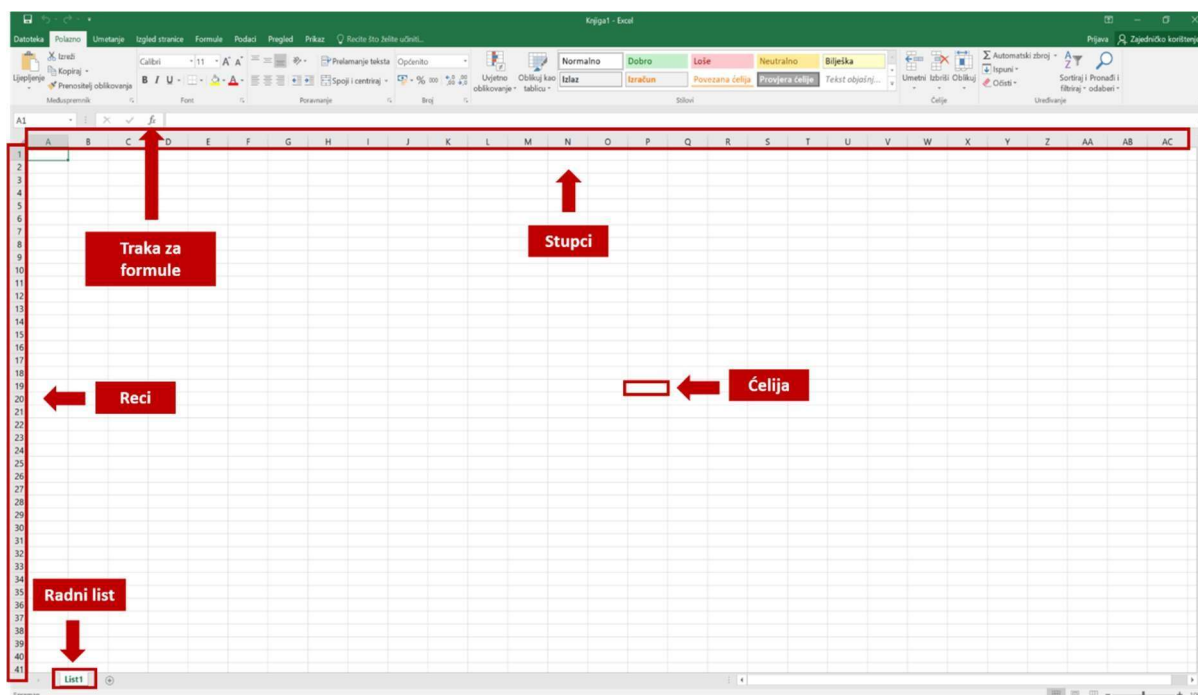 Knjiga1 - Excel
Datoteka Polazno Umetanje Izgled stranice Formule Podaci Pregled Prikaz Recite što želite učiniti... Prijava Zajedničko korištenje
Lijepljenje
Izreži
Kopiraj
Prenositelj oblikovanja
Međuspremnik
Calibri 11 A A
B I U A
Font
Prelamanje teksta
Spoji i centriraj
Poravnanje
Općenito
% 000
Broj
Uvjetno oblikovanje
Oblikuj kao tablicu
Normalno Dobro Loše Neutralno Bilješka
Izlaz Izračun Povezana ćelija Provjera ćelije Tekst objašnj...
Stilovi
Umetni Izbriši Oblikuj
Ćelije
Automatski zbroj
Ispuni
Očisti
Sortiraj i filtriraj
Pronađi i odaberi
Uređivanje
A1 fx
A B C D E F G H I J K L M N O P Q R S T U V W X Y Z AA AB AC
1
2
3
4
5
6
7
8
9
10
11
12
13
14
15
16
17
18
19
20
21
22
23
24
25
26
27
28
29
30
31
32
33
34
35
36
37
38
39
40
41
Traka za
formule
Stupci
Reci
Ćelija
Radni list
List1